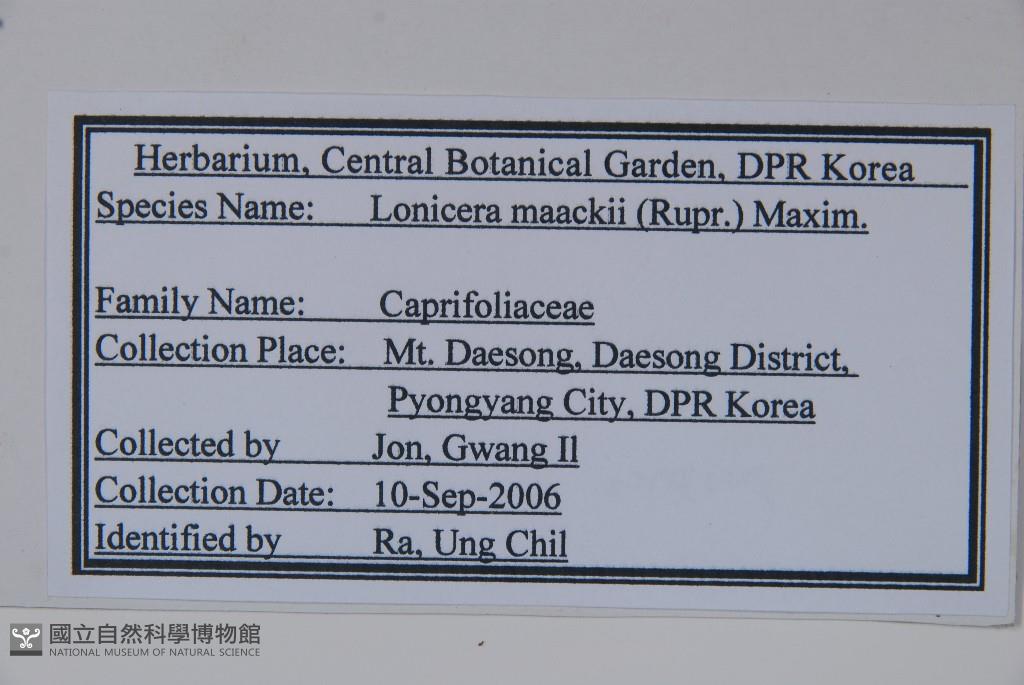 Herbarium, Central Botanical Garden, DPR Korea
Species Name: Lonicera maackii (Rupr.) Maxim.
Family Name: Caprifoliaceae
Collection Place: Mt. Daesong, Daesong District,
Pyongyang City, DPR Korea
Collected by Jon, Gwang Il
Collection Date: 10-Sep-2006
Identified by Ra, Ung Chil
國立自然科學博物館
NATIONAL MUSEUM OF NATURAL SCIENCE